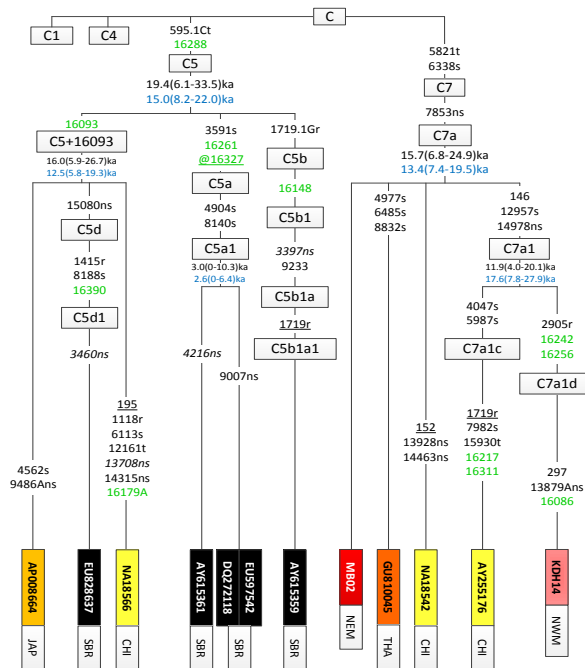 C
C1
C4
595.1Ct
16288
C5
19.4(6.1-33.5)ka
15.0(8.2-22.0)ka
5821t
6338s
C7
7853ns
C7a
15.7(6.8-24.9)ka
13.4(7.4-19.5)ka
16093
C5+16093
16.0(5.9-26.7)ka
12.5(5.8-19.3)ka
15080ns
C5d
1415r
8188s
16390
C5d1
3460ns
4562s
9486Ans
195
1118r
6113s
12161t
13708ns
14315ns
16179A
3591s
16261
@16327
C5a
4904s
8140s
C5a1
3.0(0-10.3)ka
2.6(0-6.4)ka
4216ns
9007ns
1719.1Gr
C5b
16148
C5b1
3397ns
9233
C5b1a
1719r
C5b1a1
4977s
6485s
8832s
152
13928ns
14463ns
146
12957s
14978ns
C7a1
11.9(4.0-20.1)ka
17.6(7.8-27.9)ka
4047s
5987s
C7a1c
1719r
7982s
15930t
16217
16311
2905r
16242
16256
C7a1d
297
13879Ans
16086
AP008664
EU828637
NA18566
AY615361
DQ272118
EU597542
AY615359
MB02
GU810045
NA18542
AY255176
KDH14
JAP
SBR
CHI
SBR
SBR
SBR
NEM
THA
CHI
CHI
NWM